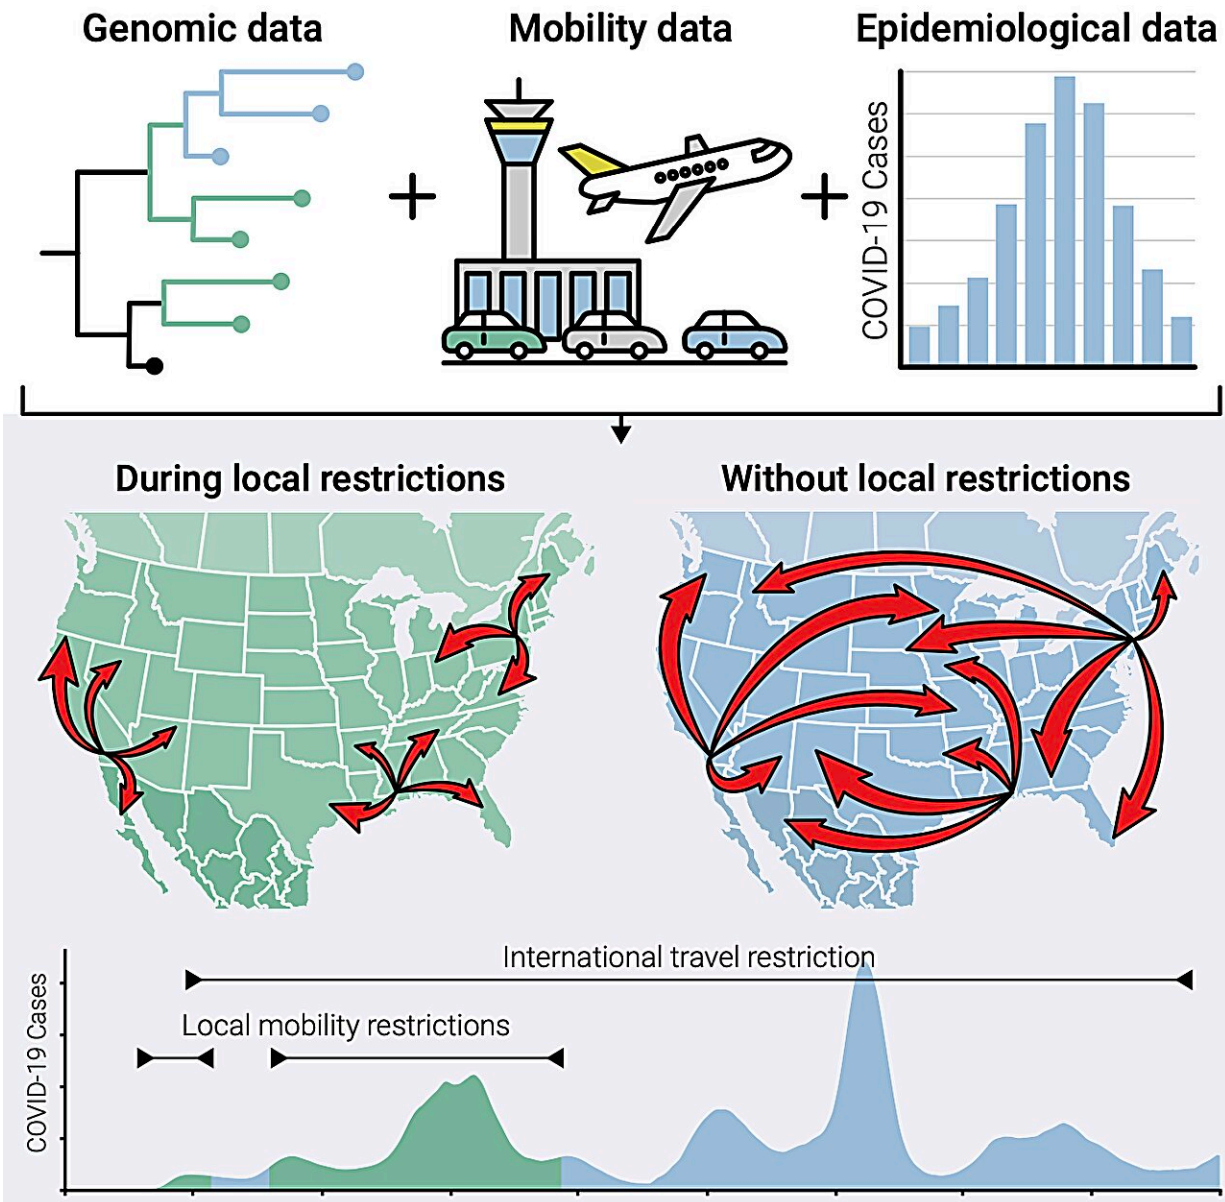 Genomic data
Mobility data
Epidemiological data
COVID-19 Cases
During local restrictions
Without local restrictions
International travel restriction
Local mobility restrictions
COVID-19 Cases